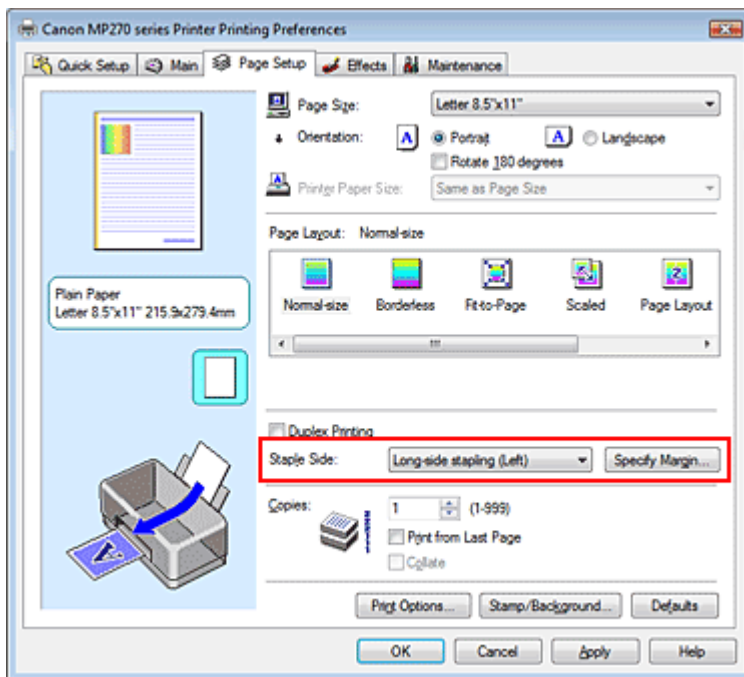 Canon MP270 series Printer Printing Preferences
Quick Setup Main Page Setup Effects Maintenance
Page Size: Letter 8.5"x11"
Orientation: A Portrait A Landscape
Rotate 180 degrees
Printer Paper Size: Same as Page Size
Page Layout: Normal-size
Normal-size Borderless Fit-to-Page Scaled Page Layout
Plain Paper
Letter 8.5"x11" 215.9x279.4mm
Duplex Printing
Staple Side: Long-side stapling (Left) Specify Margin...
Copies: 1 (1-999)
Print from Last Page
Collate
A
Print Options... Stamp/Background... Defaults
OK Cancel Apply Help